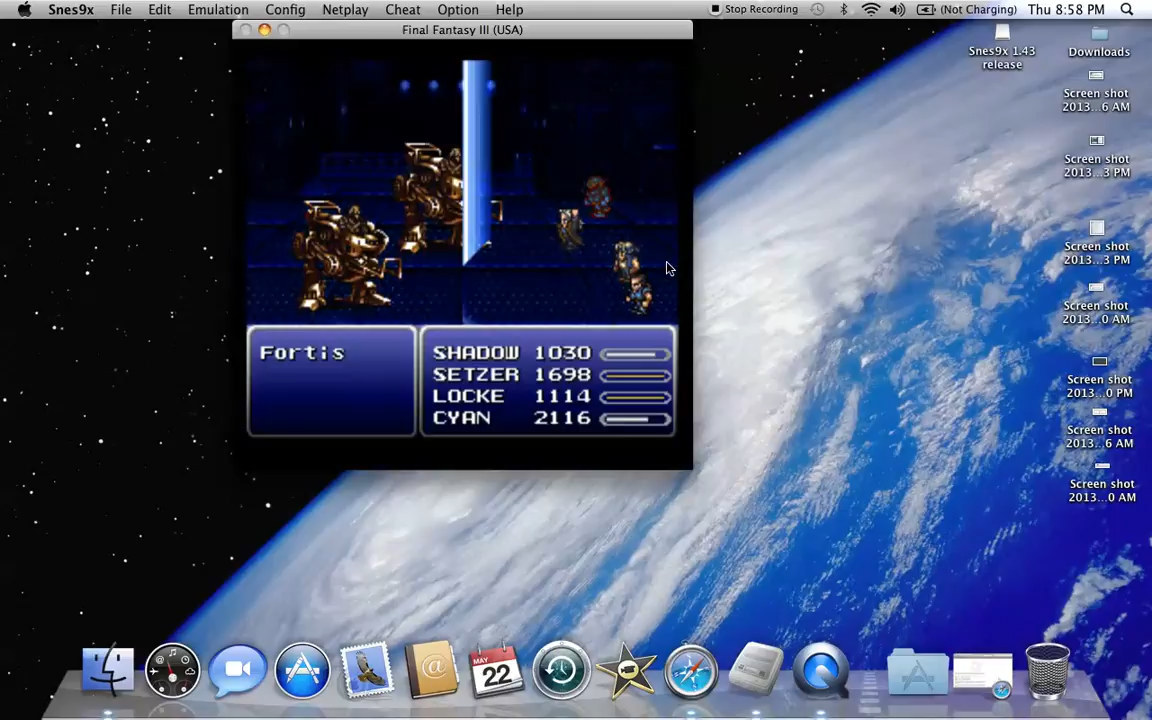 Snes9x File Edit Emulation Config Netplay Cheat Option Help Stop Recording (Not Charging) Thu 8:58 PM
Final Fantasy III (USA)
Snes9x 1.43
release
Downloads
Screen shot
2013...6 AM
Screen shot
2013...3 PM
Screen shot
2013...3 PM
Screen shot
2013...0 AM
Screen shot
2013...0 PM
Screen shot
2013...6 AM
Screen shot
2013...0 AM
Fortis
SHADOW 1030
SETZER 1698
LOCKE 1114
CYAN 2116
MAY
22